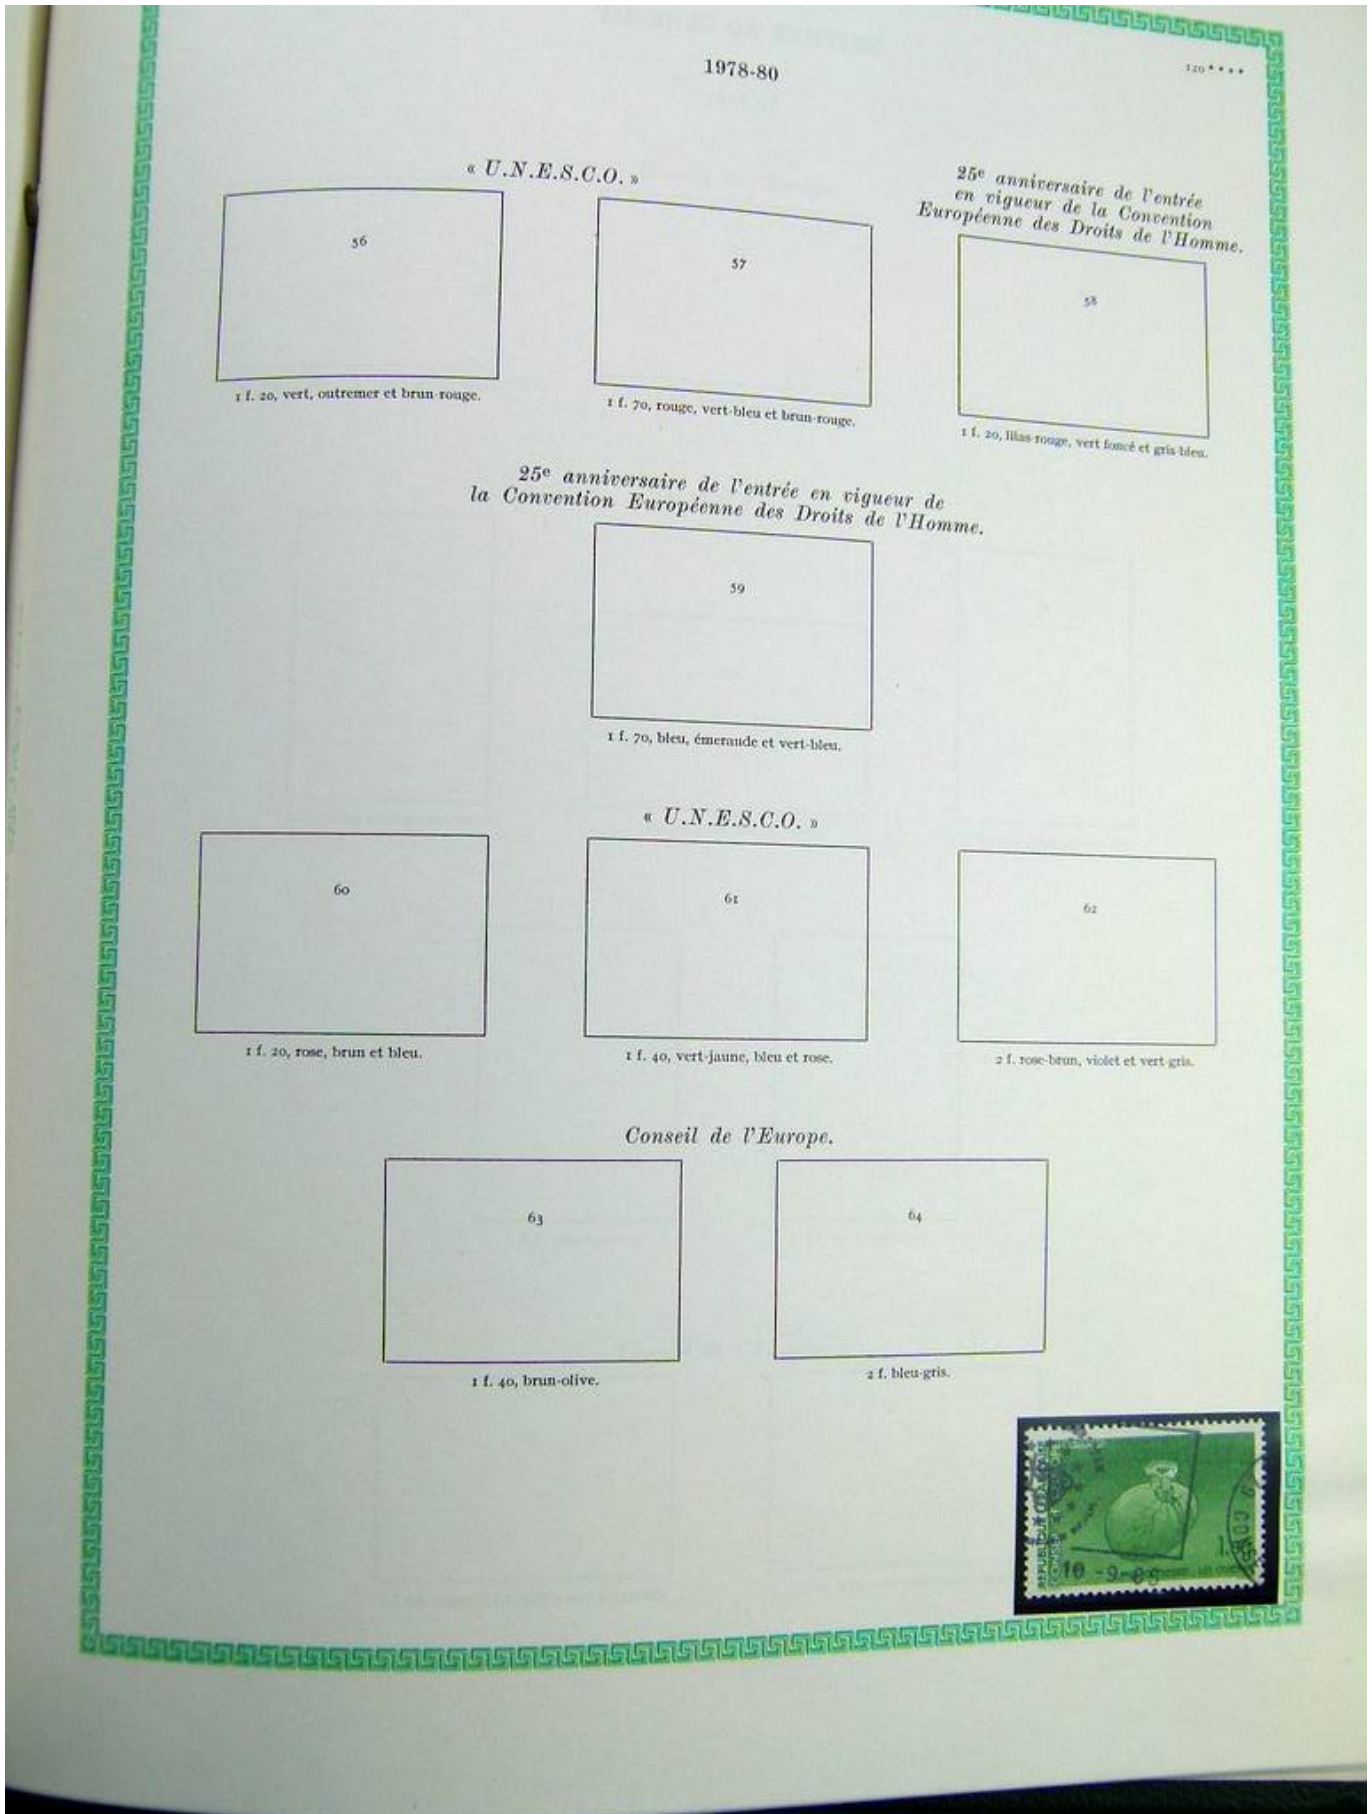 1978-80
120****
« U.N.E.S.C.O. »
25e anniversaire de l'entrée
en vigueur de la Convention
Européenne des Droits de l'Homme.
56
57
58
1 f. 20, vert, outremer et brun-rouge.
1 f. 70, rouge, vert-bleu et brun-rouge.
1 f. 20, lilas-rouge, vert foncé et gris-bleu.
25e anniversaire de l'entrée en vigueur de
la Convention Européenne des Droits de l'Homme.
59
1 f. 70, bleu, émeraude et vert-bleu.
« U.N.E.S.C.O. »
60
61
62
1 f. 20, rose, brun et bleu.
1 f. 40, vert-jaune, bleu et rose.
2 f. rose-brun, violet et vert-gris.
Conseil de l'Europe.
63
64
1 f. 40, brun-olive.
2 f. bleu-gris.
REPUBLIQUE FRANÇAISE
10 -9-